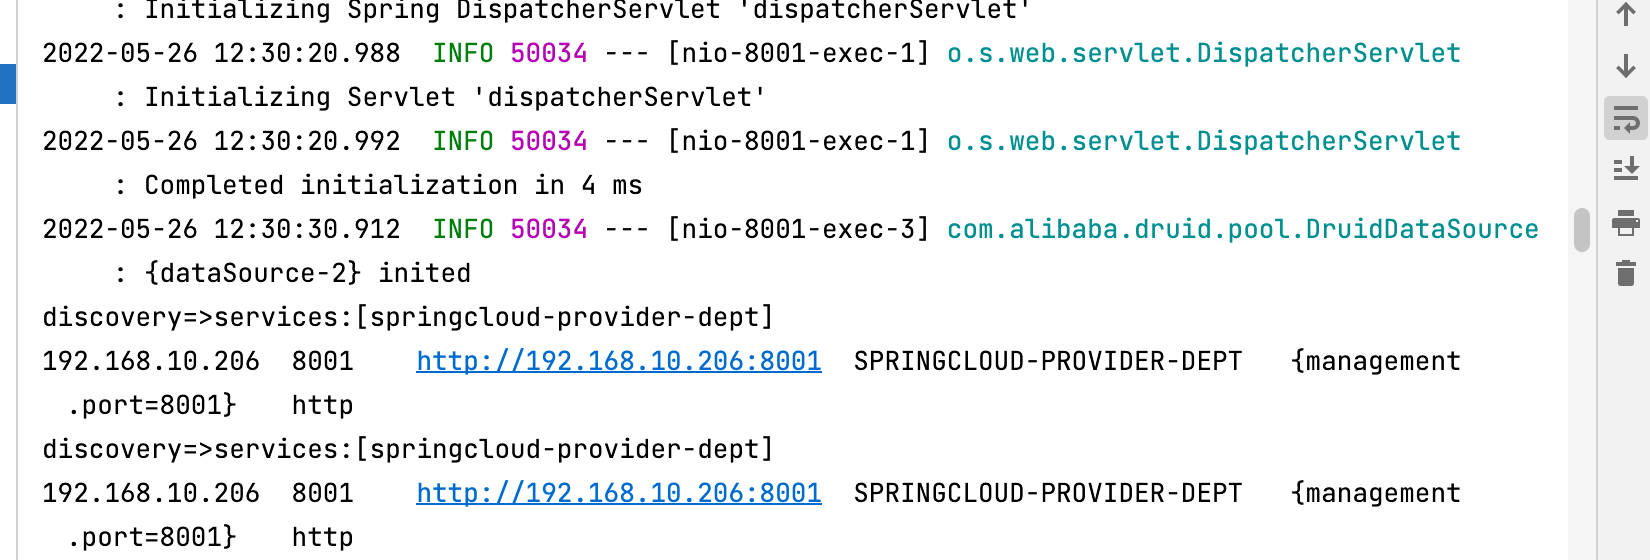 : Initializing Spring DispatcherServlet 'dispatcherServlet'
2022-05-26 12:30:20.988  INFO 50034 --- [nio-8001-exec-1] o.s.web.servlet.DispatcherServlet
: Initializing Servlet 'dispatcherServlet'
2022-05-26 12:30:20.992  INFO 50034 --- [nio-8001-exec-1] o.s.web.servlet.DispatcherServlet
: Completed initialization in 4 ms
2022-05-26 12:30:30.912  INFO 50034 --- [nio-8001-exec-3] com.alibaba.druid.pool.DruidDataSource
: {dataSource-2} inited
discovery=>services:[springcloud-provider-dept]
192.168.10.206  8001    http://192.168.10.206:8001  SPRINGCLOUD-PROVIDER-DEPT   {management
.port=8001}    http
discovery=>services:[springcloud-provider-dept]
192.168.10.206  8001    http://192.168.10.206:8001  SPRINGCLOUD-PROVIDER-DEPT   {management
.port=8001}    http